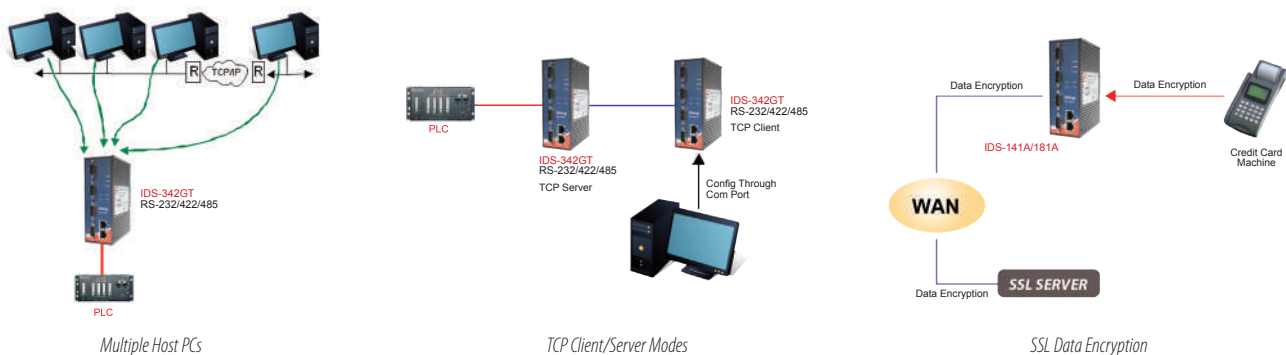 R
TCP/IP
R
IDS-342GT
RS-232/422/485
PLC
Multiple Host PCs
PLC
IDS-342GT
RS-232/422/485
TCP Server
IDS-342GT
RS-232/422/485
TCP Client
Config Through
Com Port
TCP Client/Server Modes
Data Encryption
Data Encryption
IDS-141A/181A
Credit Card
Machine
WAN
Data Encryption
SSL SERVER
SSL Data Encryption